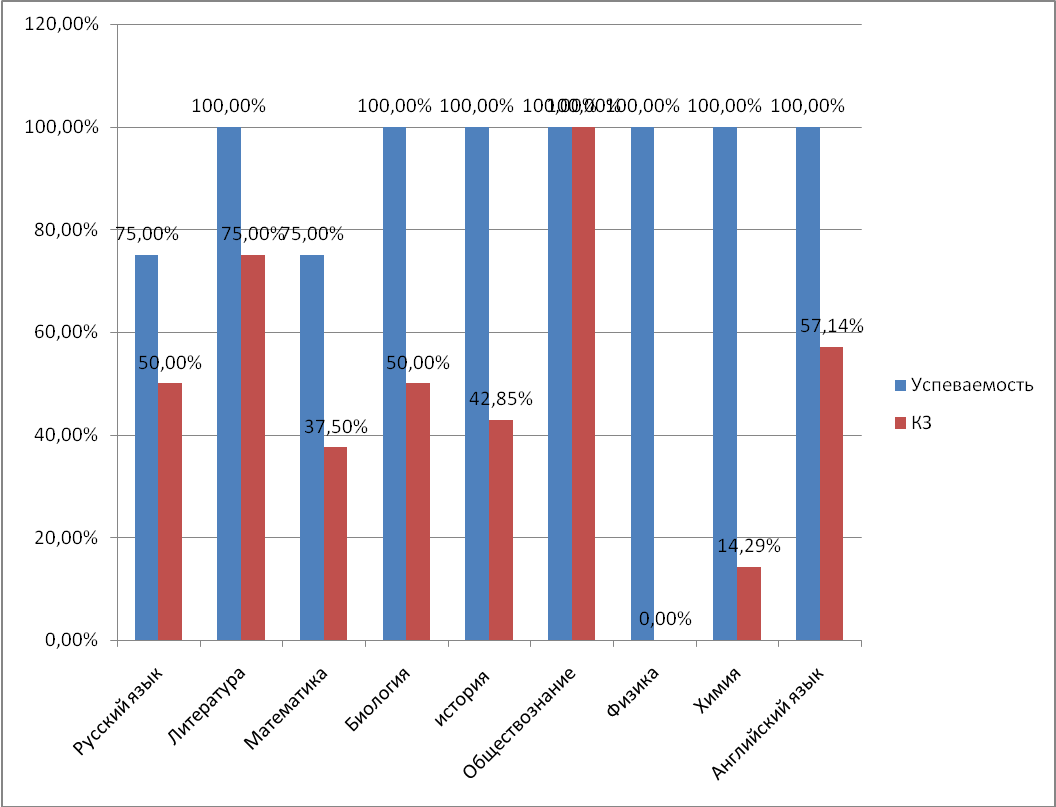 120,00%
100,00%
80,00%
60,00%
40,00%
20,00%
0,00%
100,00% 100,00% 100,00% 100,00% 100,00% 100,00% 100,00% 100,00%
75,00% 75,00% 75,00%
57,14%
50,00% 50,00%
42,85%
37,50%
14,29%
0,00%
Русский язык
Литература
Математика
Биология
история
Обществознание
Физика
Химия
Английский язык
Успеваемость
КЗ